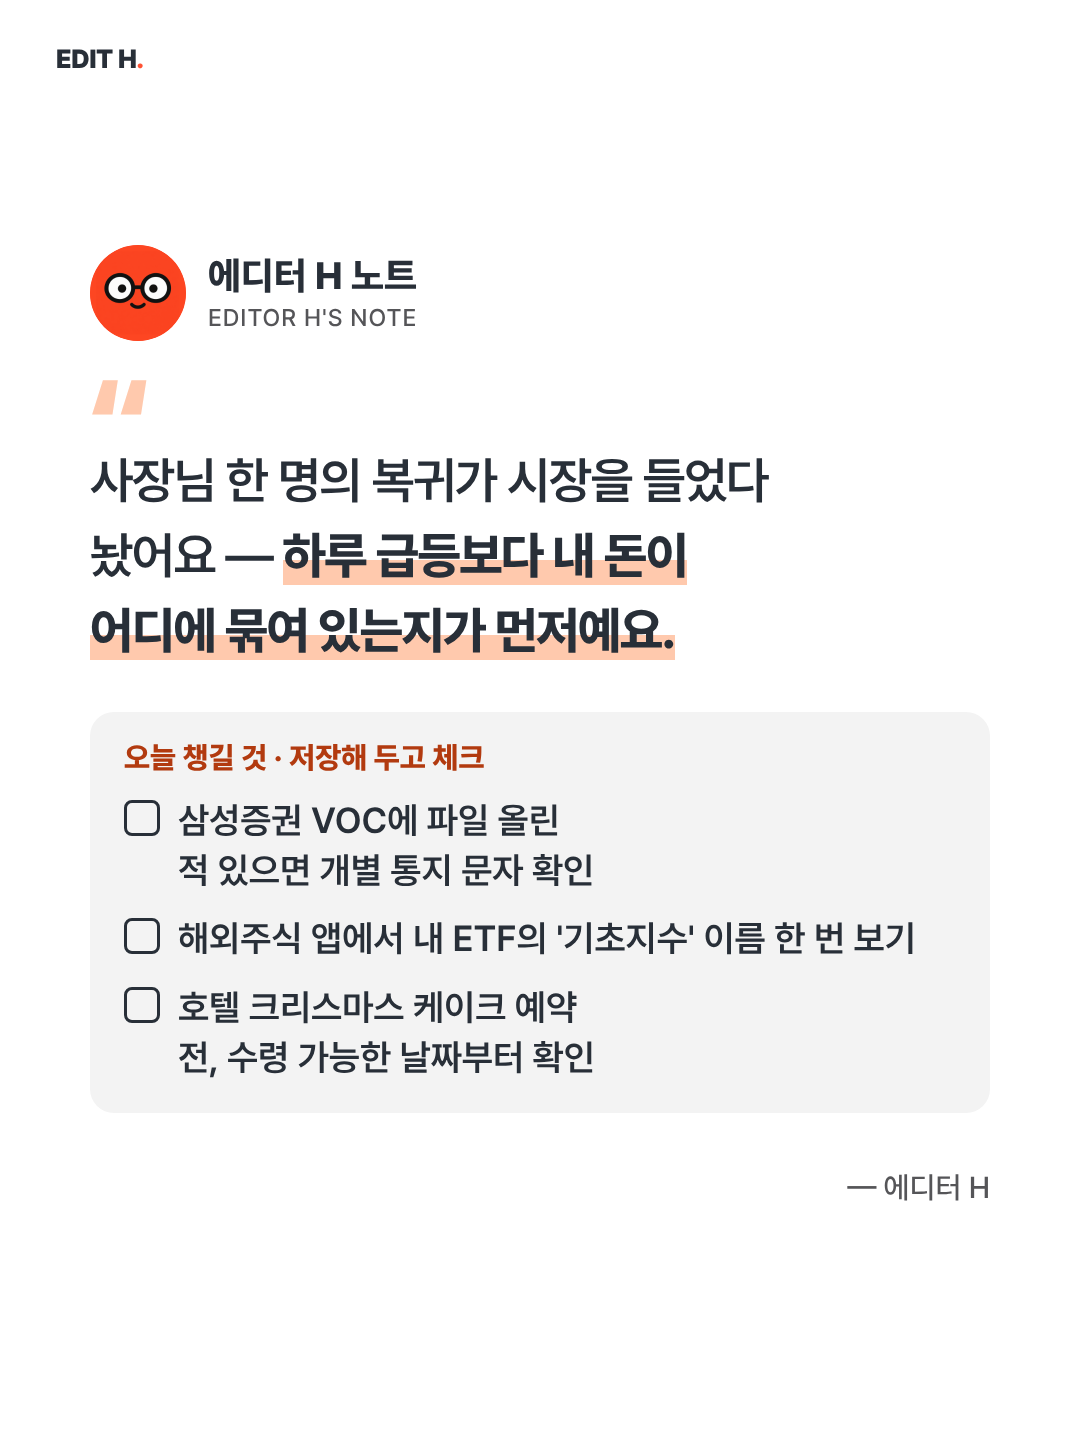 EDIT H.
에디터 H 노트
EDITOR H'S NOTE
“
사장님 한 명의 복귀가 시장을 들었다
놨어요 — 하루 급등보다 내 돈이
어디에 묶여 있는지가 먼저예요.
오늘 챙길 것 · 저장해 두고 체크
삼성증권 VOC에 파일 올린
적 있으면 개별 통지 문자 확인
해외주식 앱에서 내 ETF의 '기초지수' 이름 한 번 보기
호텔 크리스마스 케이크 예약
전, 수령 가능한 날짜부터 확인
— 에디터 H